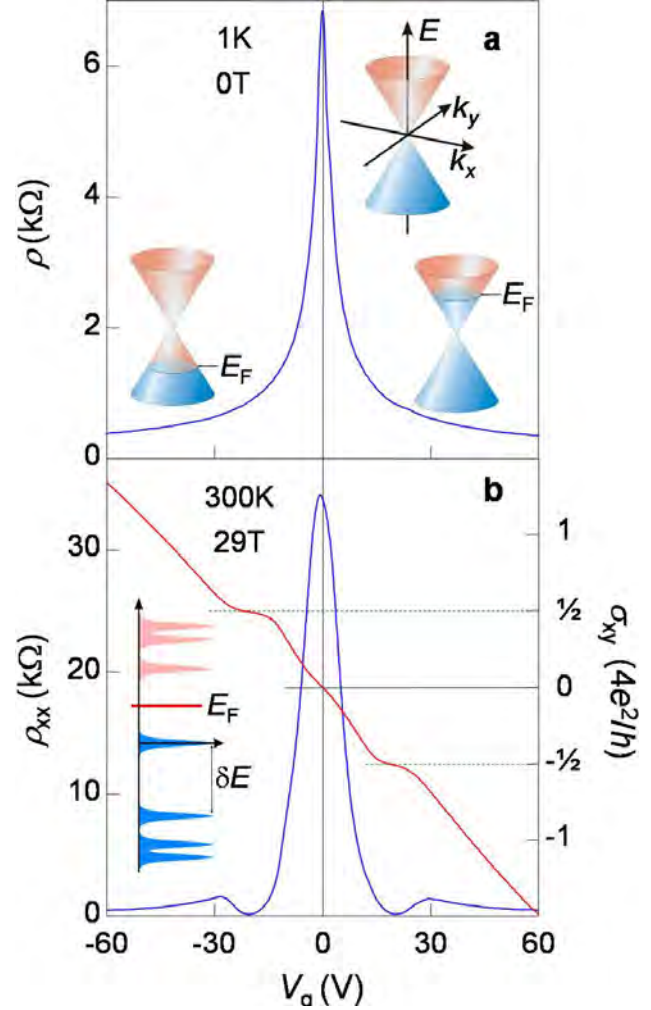 1K
0T
a
E
k_y
k_x
6
4
2
0
ρ (kΩ)
E_F
E_F
b
300K
29T
30
20
10
0
ρ_xx (kΩ)
E_F
δE
1
½
0
-½
-1
σ_xy (4e²/h)
-60 -30 0 30 60
V_g (V)